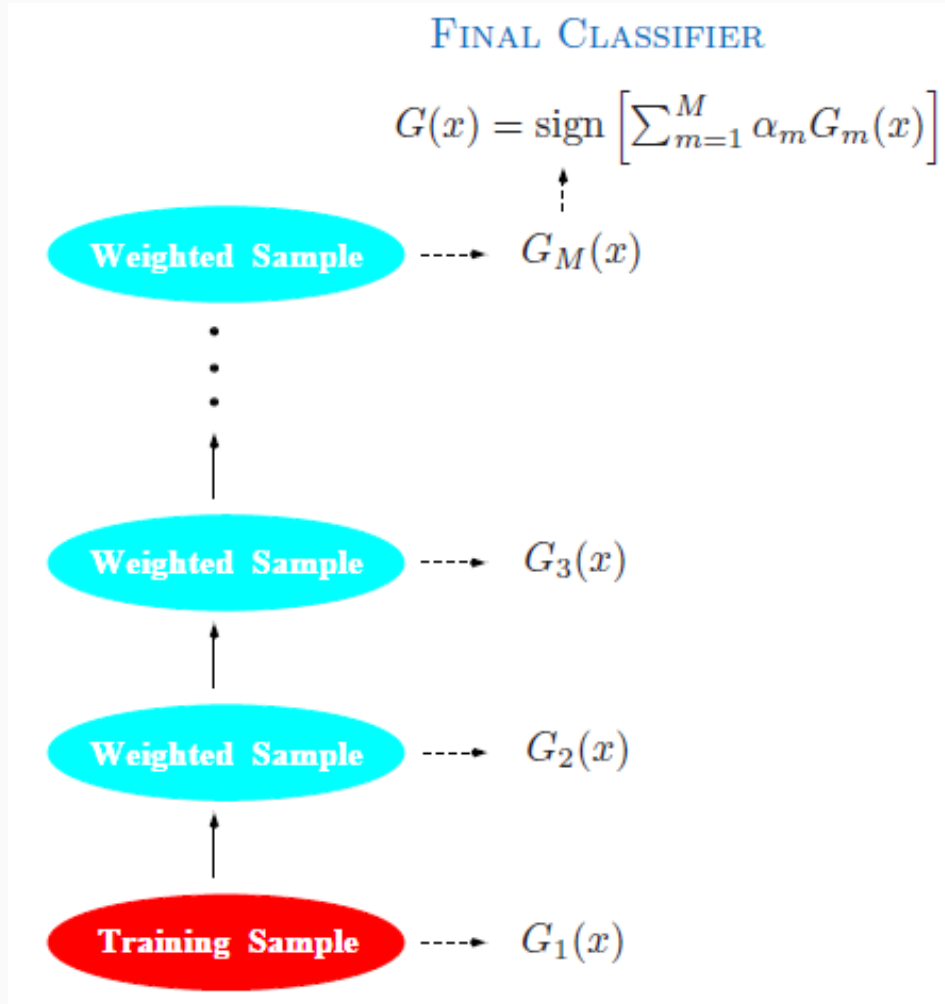 FINAL CLASSIFIER
G(x) = sign [∑_{m=1}^{M} α_m G_m(x)]
Weighted Sample G_M(x)
Weighted Sample G_3(x)
Weighted Sample G_2(x)
Training Sample G_1(x)